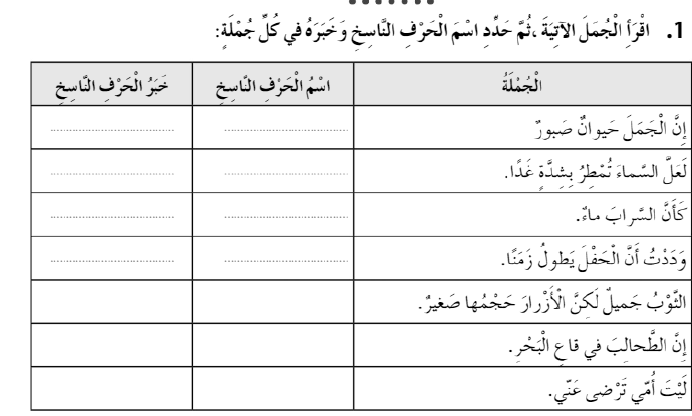 1. اقْرَأِ الْجُمَلَ الآتِيَةَ ،ثُمَّ حَدِّدِ اسْمَ الْحَرْفِ النَّاسِخِ وَخَبَرَهُ في كُلِّ جُمْلَةٍ:
الْجُمْلَةُ اسْمُ الْحَرْفِ النَّاسِخِ خَبَرُ الْحَرْفِ النَّاسِخِ
إِنَّ الْجَمَلَ حَيوانٌ صَبورٌ
لَعَلَّ السَّماءَ تُمْطِرُ بِشِدَّةٍ غَدًا.
كَأَنَّ السَّرابَ ماءٌ.
وَدَدْتُ أَنَّ الْحَفْلَ يَطولُ زَمَنًا.
الثَّوْبُ جَميلٌ لَكِنَّ الْأَزْرارَ حَجْمُها صَغيرٌ.
إِنَّ الطَّحالِبَ في قاعِ الْبَحْرِ.
لَيْتَ أُمّي تَرْضى عَنّي.